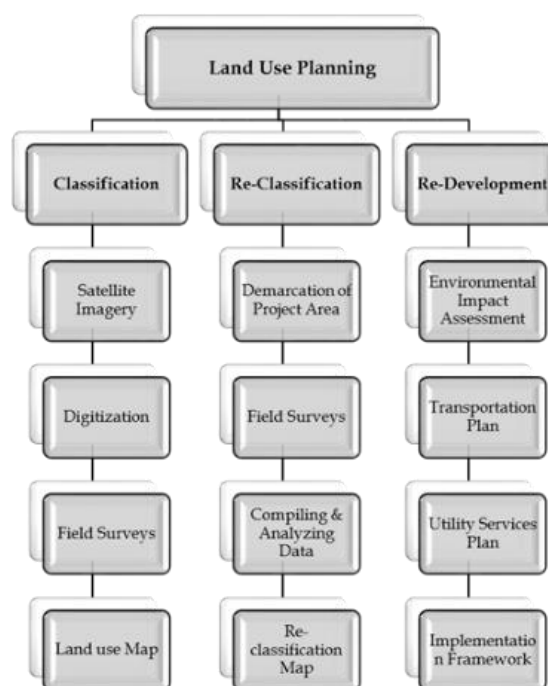 Land Use Planning
Classification
Re-Classification
Re-Development
Satellite
Imagery
Demarcation of
Project Area
Environmental
Impact
Assessment
Digitization
Field Surveys
Transportation
Plan
Field Surveys
Compiling &
Analyzing
Data
Utility Services
Plan
Land use Map
Re-
classification
Map
Implementatio
n Framework